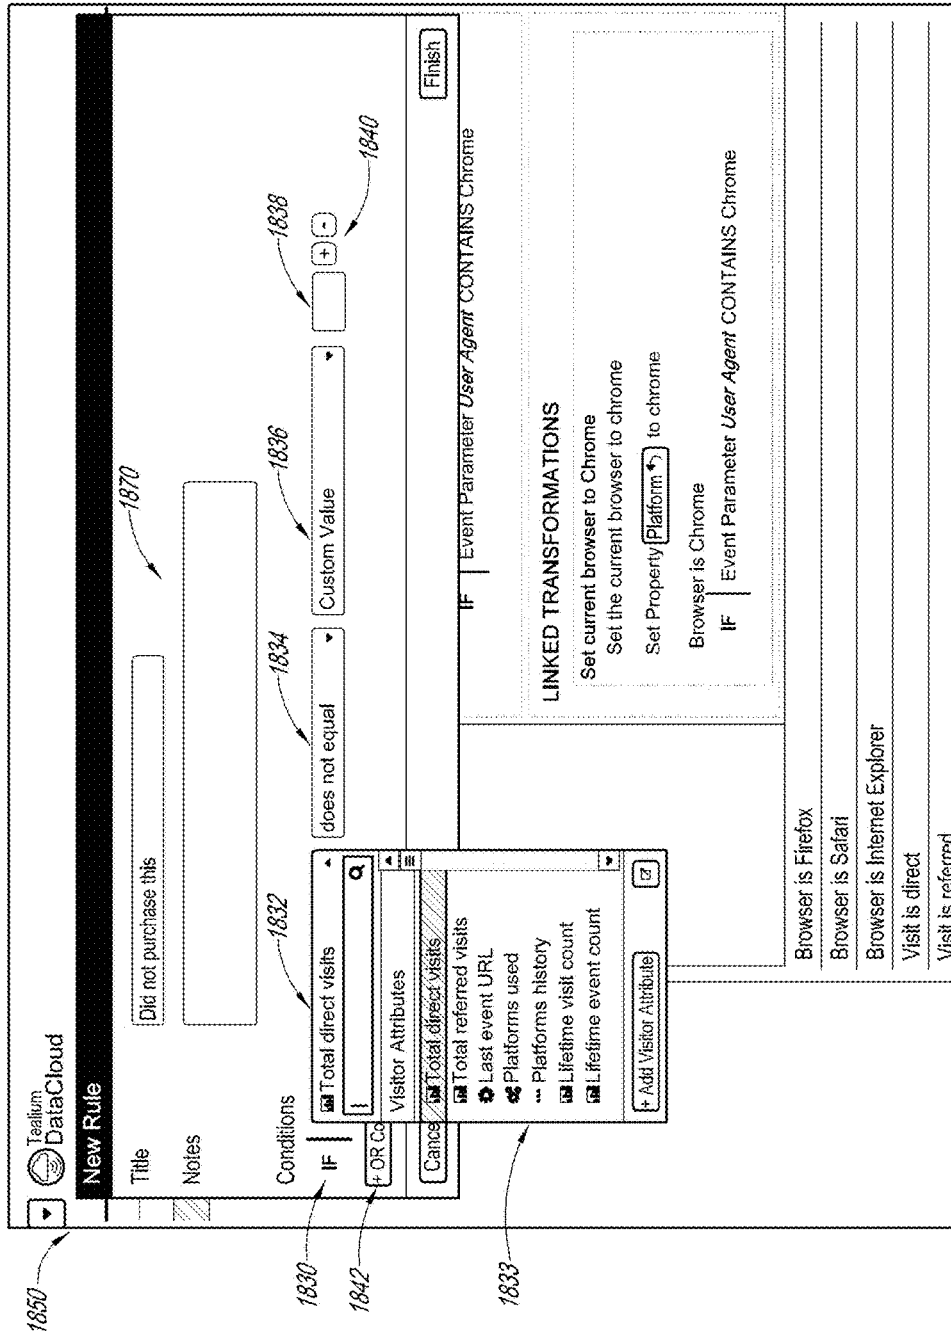 1850
Tealium
DataCloud
New Rule
Title
Did not purchase this
1870
Notes
Conditions
1830
IF
1832
Total direct visits
1834
does not equal
1836
Custom Value
1838
+ -
1840
1842
+ OR Co
Visitor Attributes
Cance
Finish
Total direct visits
Total referred visits
Last event URL
Platforms used
Platforms history
Lifetime visit count
Lifetime event count
1833
+ Add Visitor Attribute
IF Event Parameter User Agent CONTAINS Chrome
LINKED TRANSFORMATIONS
Set current browser to Chrome
Set the current browser to chrome
Set Property Platform to chrome
Browser is Chrome
IF Event Parameter User Agent CONTAINS Chrome
Browser is Firefox
Browser is Safari
Browser is Internet Explorer
Visit is direct
Visit is referred